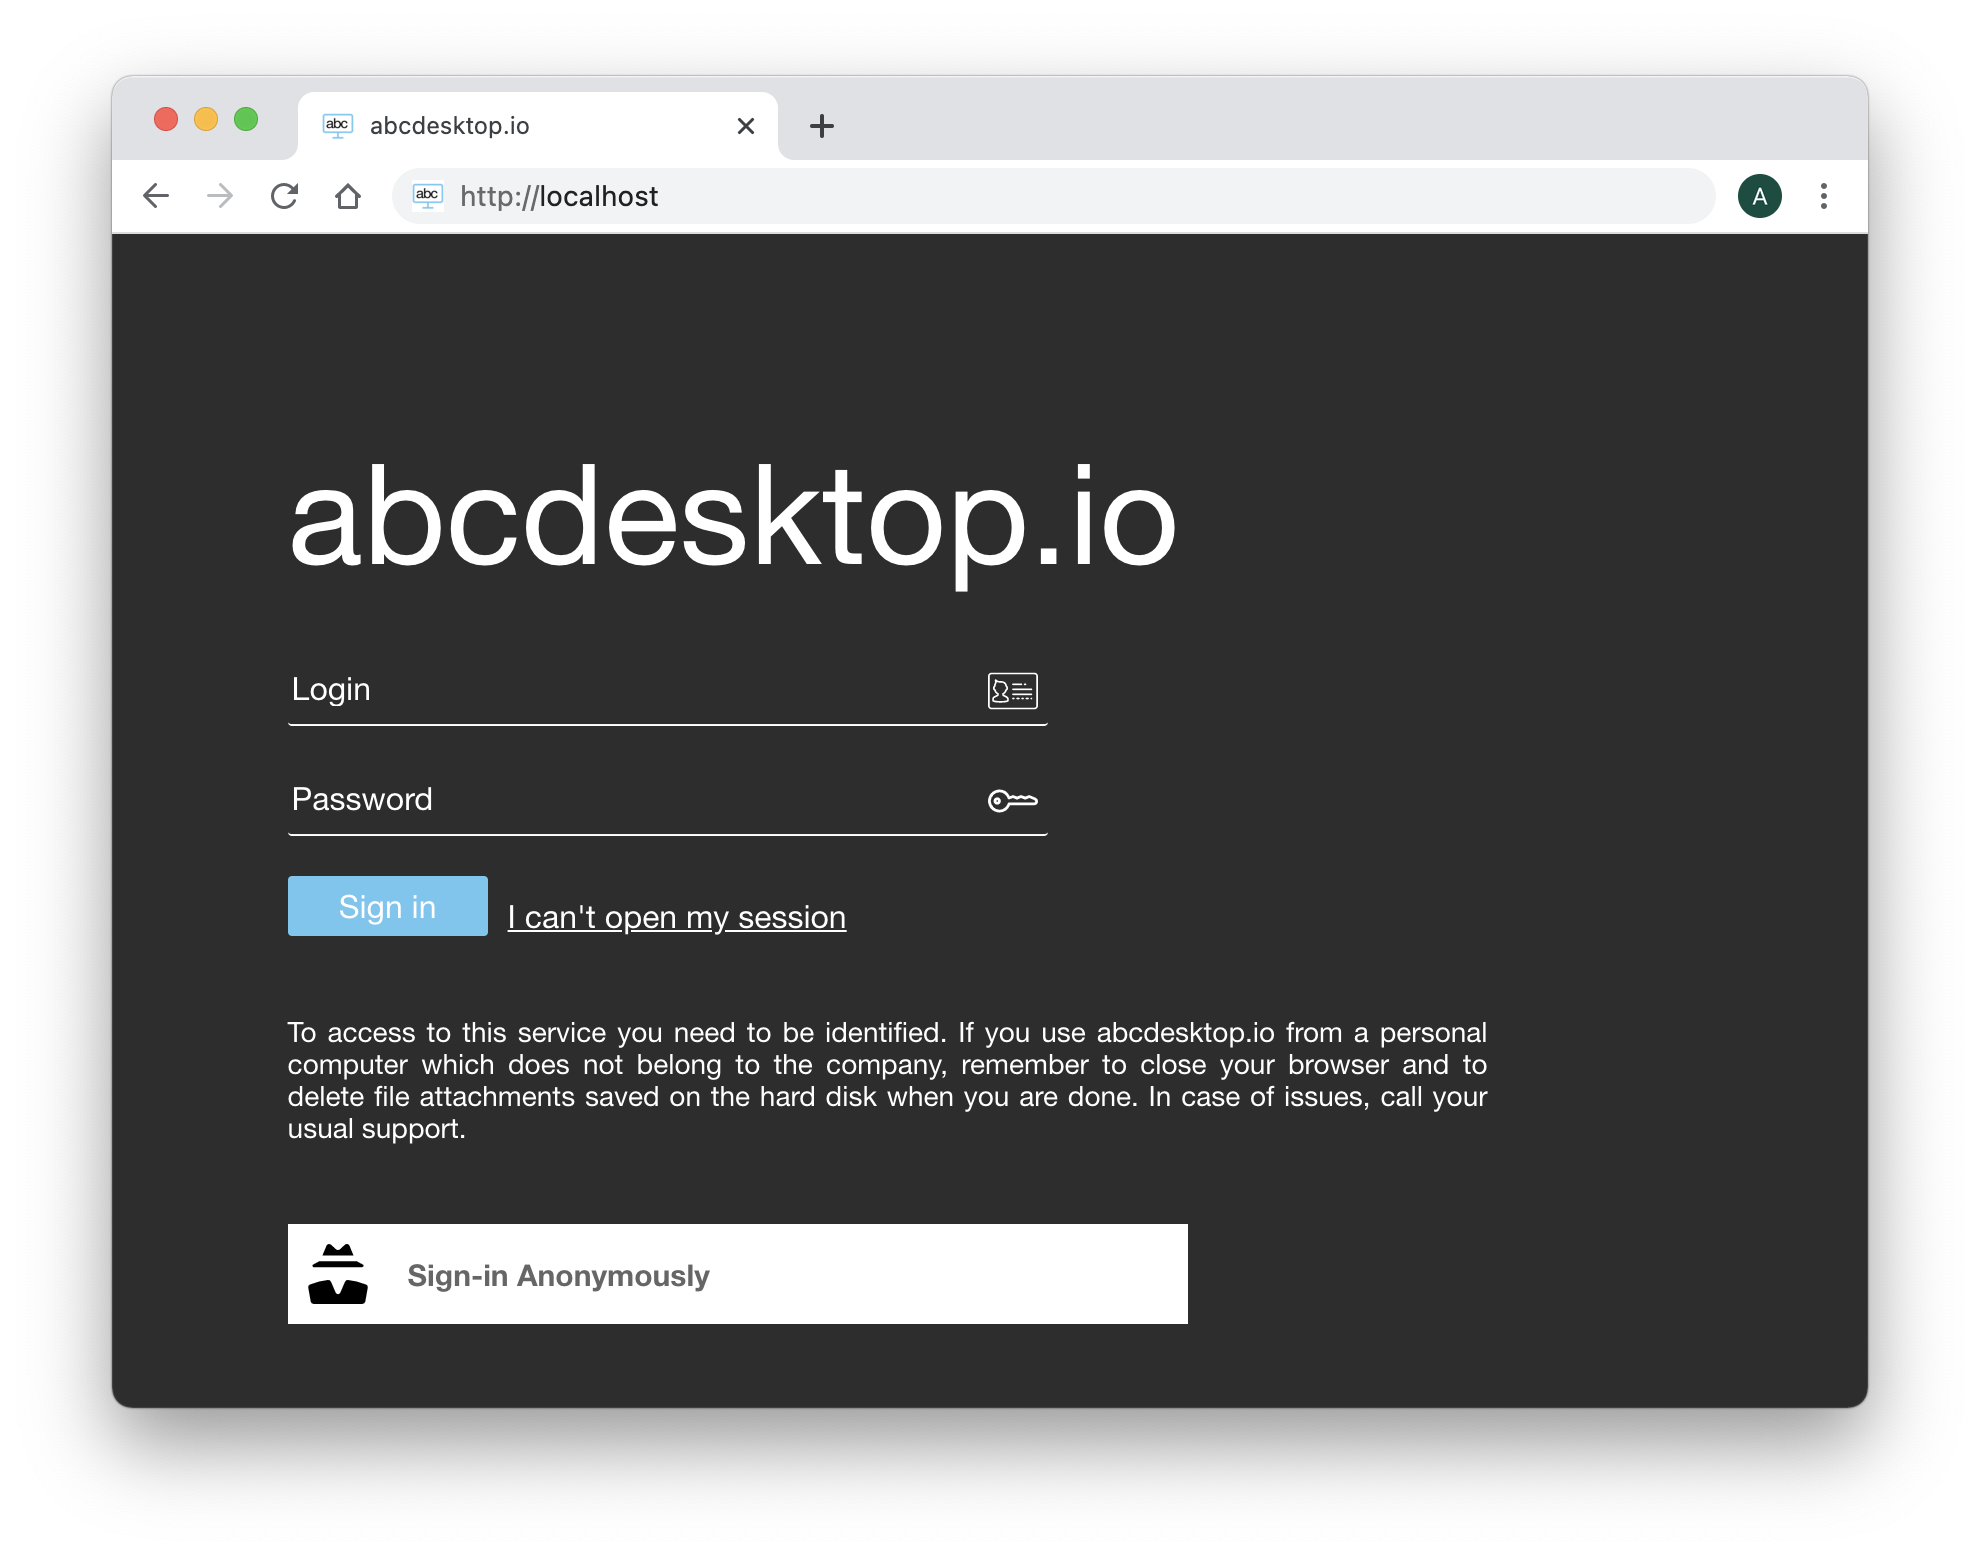 abc abcdesktop.io
abc http://localhost A
abcdesktop.io
Login
Password
Sign in I can't open my session
To access to this service you need to be identified. If you use abcdesktop.io from a personal
computer which does not belong to the company, remember to close your browser and to
delete file attachments saved on the hard disk when you are done. In case of issues, call your
usual support.
Sign-in Anonymously